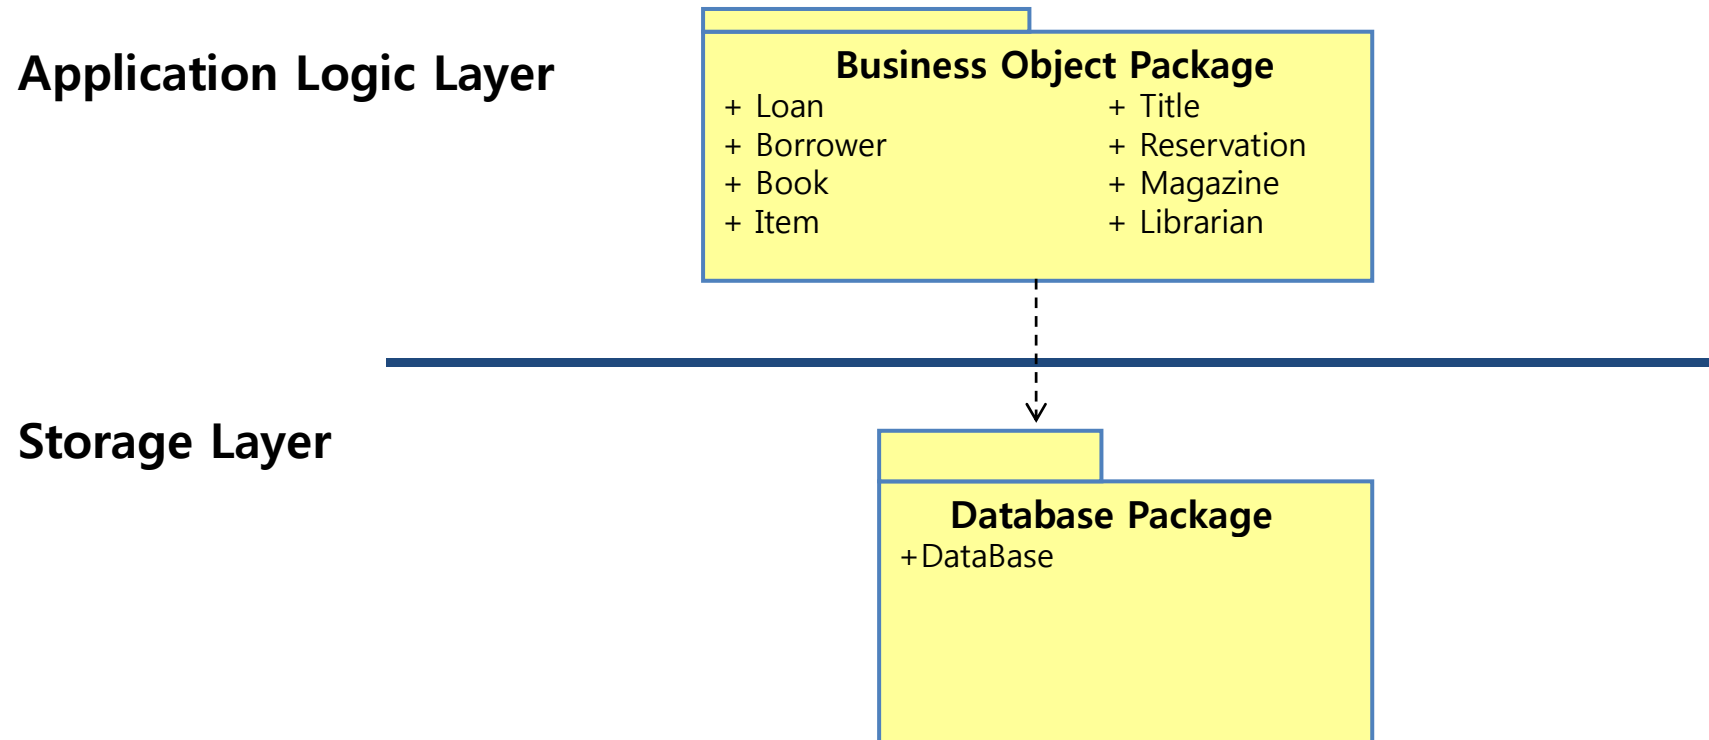 Application Logic Layer
Business Object Package
+ Loan
+ Borrower
+ Book
+ Item
+ Title
+ Reservation
+ Magazine
+ Librarian
Storage Layer
Database Package
+DataBase